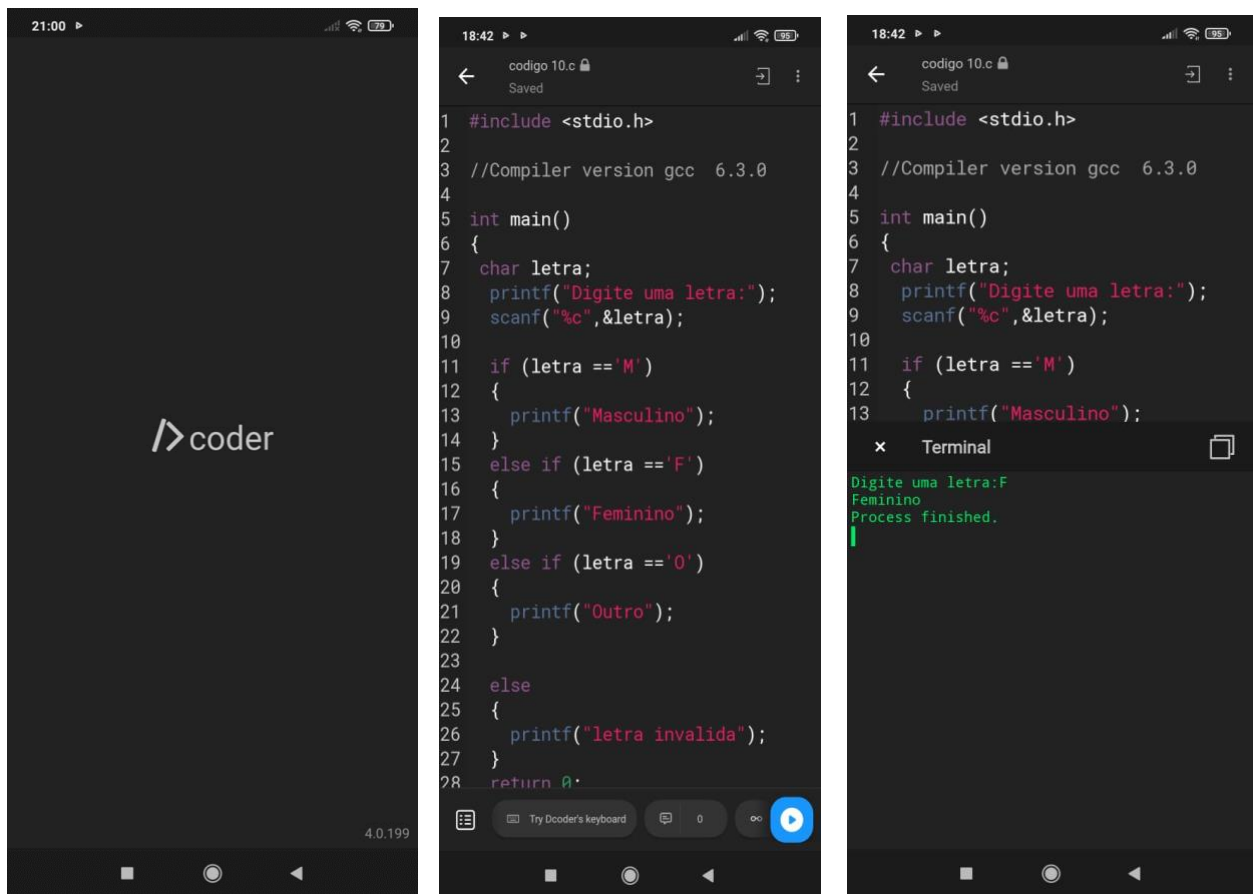 21:00
79
/>coder
4.0.199
18:42
95
codigo 10.c
Saved
1 #include <stdio.h>
2
3 //Compiler version gcc  6.3.0
4
5 int main()
6 {
7  char letra;
8   printf("Digite uma letra:");
9   scanf("%c",&letra);
10
11   if (letra =='M')
12   {
13     printf("Masculino");
14   }
15   else if (letra =='F')
16   {
17     printf("Feminino");
18   }
19   else if (letra =='O')
20   {
21     printf("Outro");
22   }
23
24   else
25   {
26     printf("letra invalida");
27   }
28   return 0;
Try Dcoder's keyboard
0
18:42
95
codigo 10.c
Saved
1 #include <stdio.h>
2
3 //Compiler version gcc  6.3.0
4
5 int main()
6 {
7  char letra;
8   printf("Digite uma letra:");
9   scanf("%c",&letra);
10
11   if (letra =='M')
12   {
13     printf("Masculino");
× Terminal
Digite uma letra:F
Feminino
Process finished.